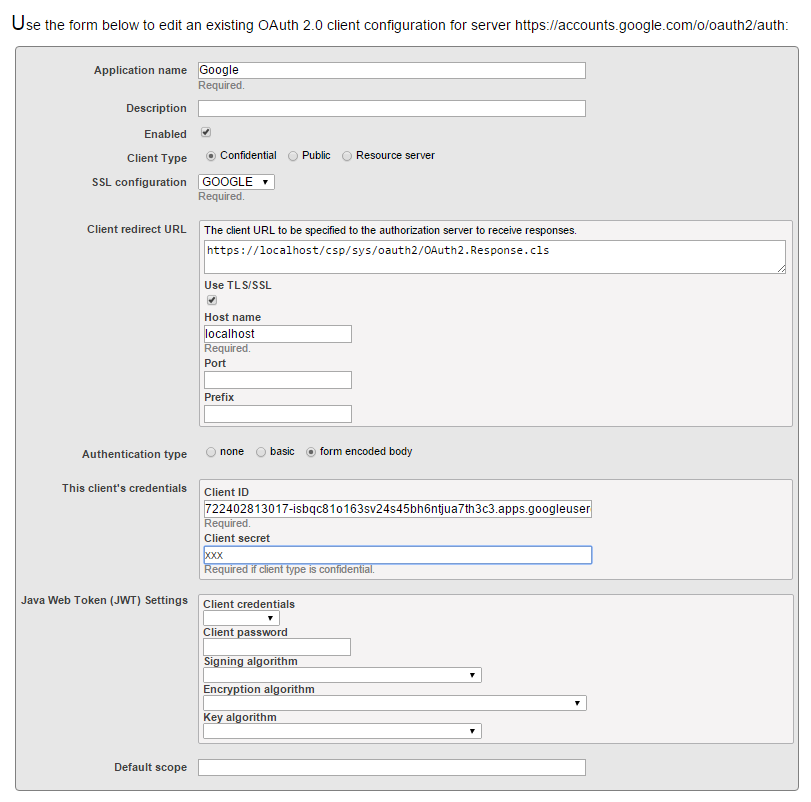 Use the form below to edit an existing OAuth 2.0 client configuration for server https://accounts.google.com/o/oauth2/auth:
Application name Google
Required.
Description
Enabled
Client Type Confidential Public Resource server
SSL configuration GOOGLE
Required.
Client redirect URL The client URL to be specified to the authorization server to receive responses.
https://localhost/csp/sys/oauth2/OAuth2.Response.cls
Use TLS/SSL
Host name
localhost
Required.
Port
Prefix
Authentication type none basic form encoded body
This client's credentials Client ID
722402813017-isbqc81o163sv24s45bh6ntjua7th3c3.apps.googleuser
Required.
Client secret
xxx
Required if client type is confidential.
Java Web Token (JWT) Settings Client credentials
Client password
Signing algorithm
Encryption algorithm
Key algorithm
Default scope